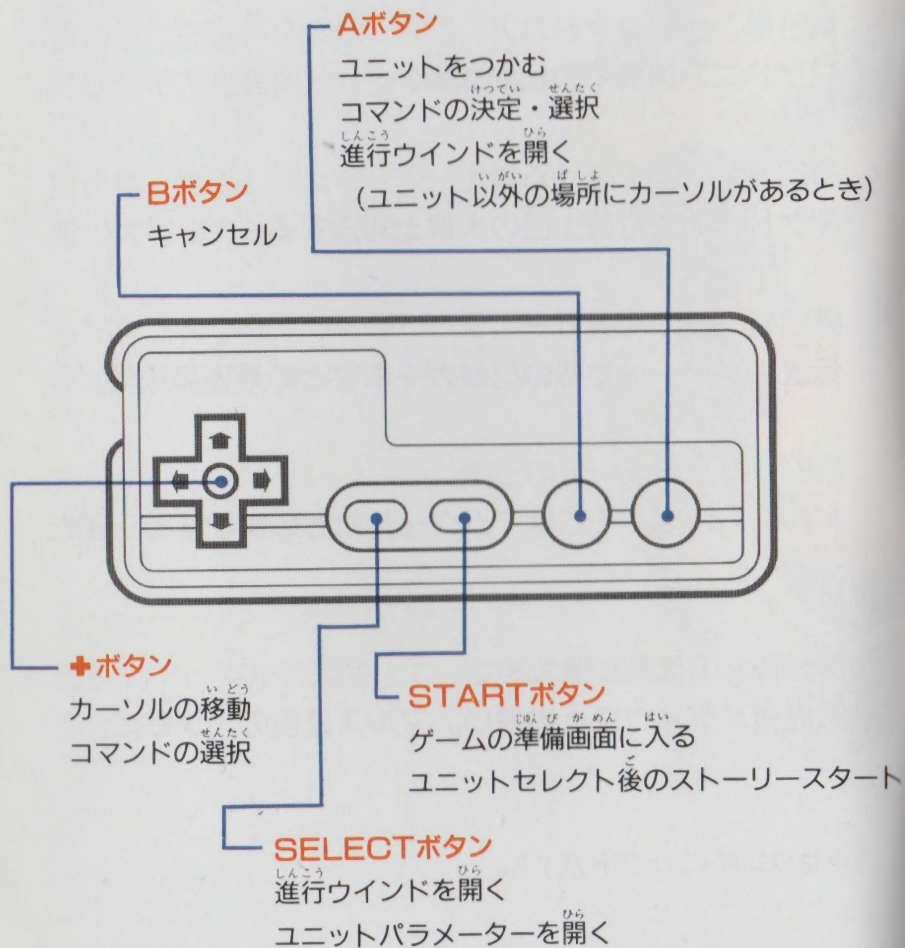 Aボタン
ユニットをつかむ
コマンドの決定・選択
進行ウインドを開く
(ユニット以外の場所にカーソルがあるとき)
Bボタン
キャンセル
✚ボタン
カーソルの移動
コマンドの選択
STARTボタン
ゲームの準備画面に入る
ユニットセレクト後のストーリースタート
SELECTボタン
進行ウインドを開く
ユニットパラメーターを開く